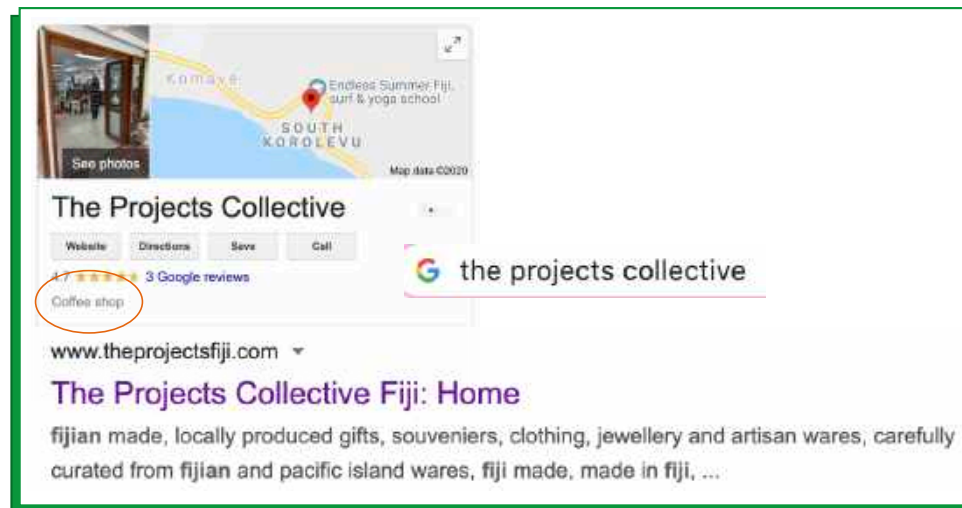 Komave
Endless Summer Fiji,
surf & yoga school
SOUTH
KOROLEVU
See photos
Map data ©2020
The Projects Collective
Website Directions Save Call
4.7 3 Google reviews
Coffee shop
G the projects collective
www.theprojectsfiji.com
The Projects Collective Fiji: Home
fijian made, locally produced gifts, souveniers, clothing, jewellery and artisan wares, carefully
curated from fijian and pacific island wares, fiji made, made in fiji, ...